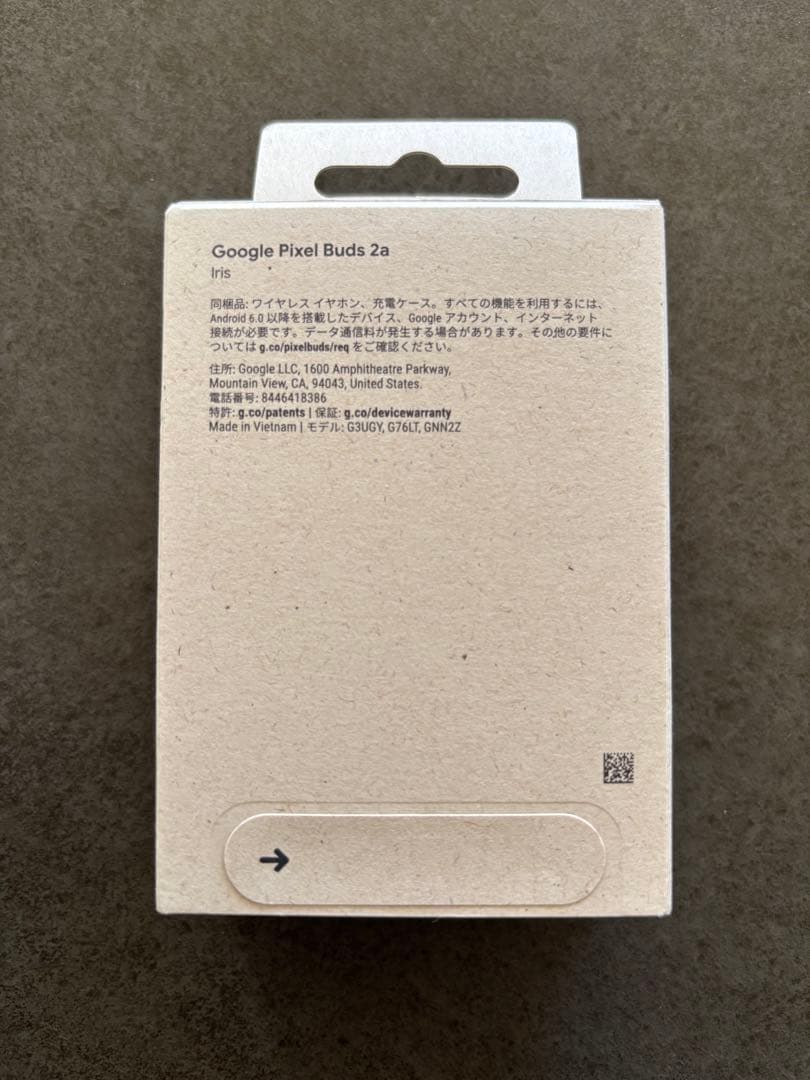 Google Pixel Buds 2a
Iris
同梱品: ワイヤレス イヤホン、充電ケース。すべての機能を利用するには、
Android 6.0 以降を搭載したデバイス、Google アカウント、インターネット
接続が必要です。データ通信料が発生する場合があります。その他の要件に
ついては g.co/pixelbuds/req をご確認ください。
住所: Google LLC, 1600 Amphitheatre Parkway,
Mountain View, CA, 94043, United States.
電話番号: 8446418386
特許: g.co/patents | 保証: g.co/devicewarranty
Made in Vietnam | モデル: G3UGY, G76LT, GNN2Z